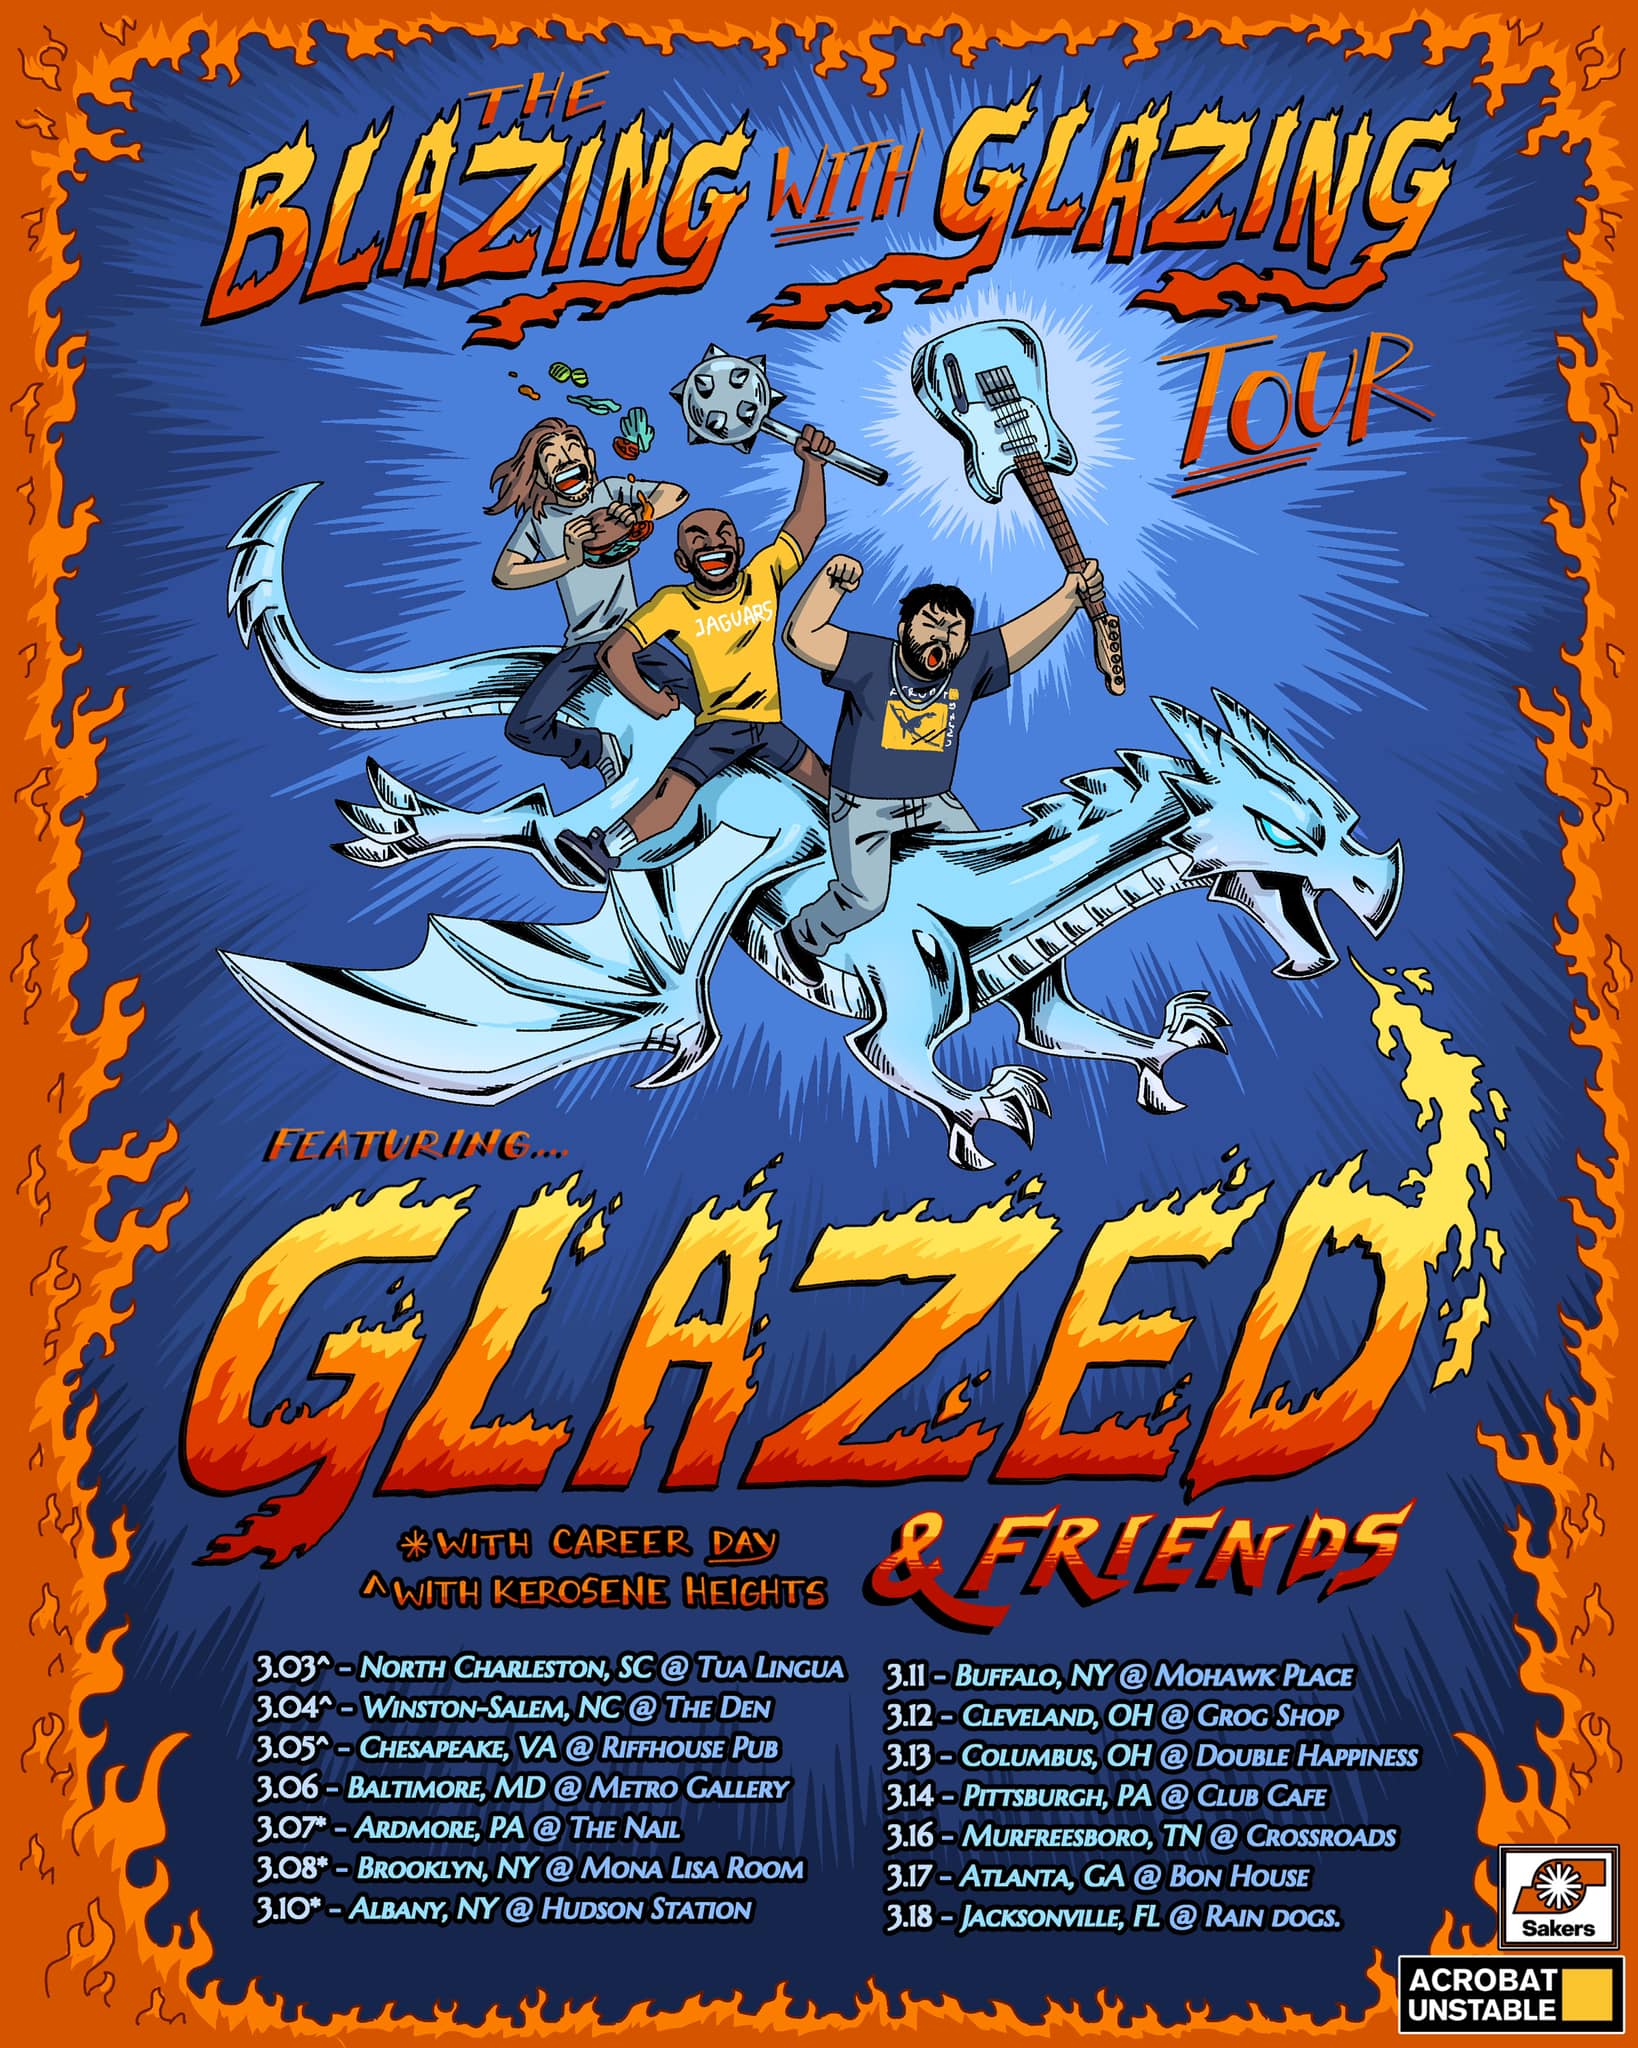 THE
BLAZING WITH GLAZING
TOUR
JAGUARS
FEATURING...
GLAZED
& FRIENDS
*WITH CAREER DAY
^WITH KEROSENE HEIGHTS
3.03^ - NORTH CHARLESTON, SC @ TUA LINGUA
3.04^ - WINSTON-SALEM, NC @ THE DEN
3.05^ - CHESAPEAKE, VA @ RIFFHOUSE PUB
3.06 - BALTIMORE, MD @ METRO GALLERY
3.07* - ARDMORE, PA @ THE NAIL
3.08* - BROOKLYN, NY @ MONA LISA ROOM
3.10* - ALBANY, NY @ HUDSON STATION
3.11 - BUFFALO, NY @ MOHAWK PLACE
3.12 - CLEVELAND, OH @ GROG SHOP
3.13 - COLUMBUS, OH @ DOUBLE HAPPINESS
3.14 - PITTSBURGH, PA @ CLUB CAFE
3.16 - MURFREESBORO, TN @ CROSSROADS
3.17 - ATLANTA, GA @ BON HOUSE
3.18 - JACKSONVILLE, FL @ RAIN DOGS.
Sakers
ACROBAT
UNSTABLE